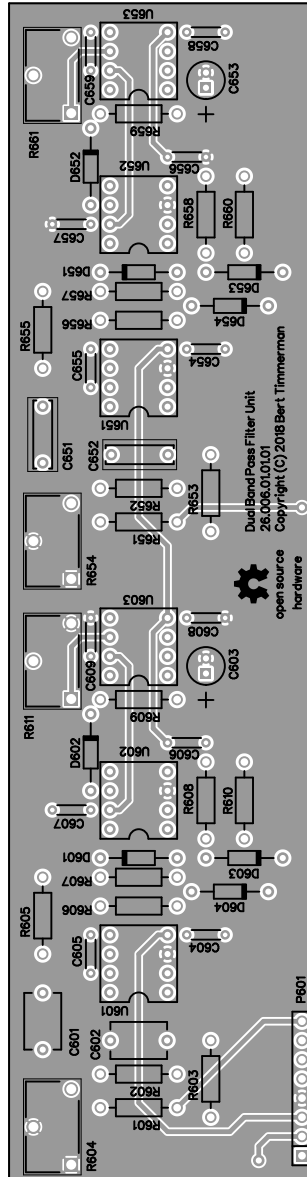 U653
C658
C659
C653
R661
R659
D652
U652
C656
C657
R658
R660
D651
R657
D653
R655
R656
D654
C655
C654
U651
C651
C652
Dual Band Pass Filter Unit
26.006.01.01.01
Copyright (C) 2018 Bert Timmerman
R652
R653
R651
R654
open source
hardware
U603
C608
C609
C603
R611
R609
D602
U602
C606
C607
R608
R610
D601
R607
D603
R605
R606
D604
C605
C604
U601
C601
C602
P601
R602
R603
R601
R604